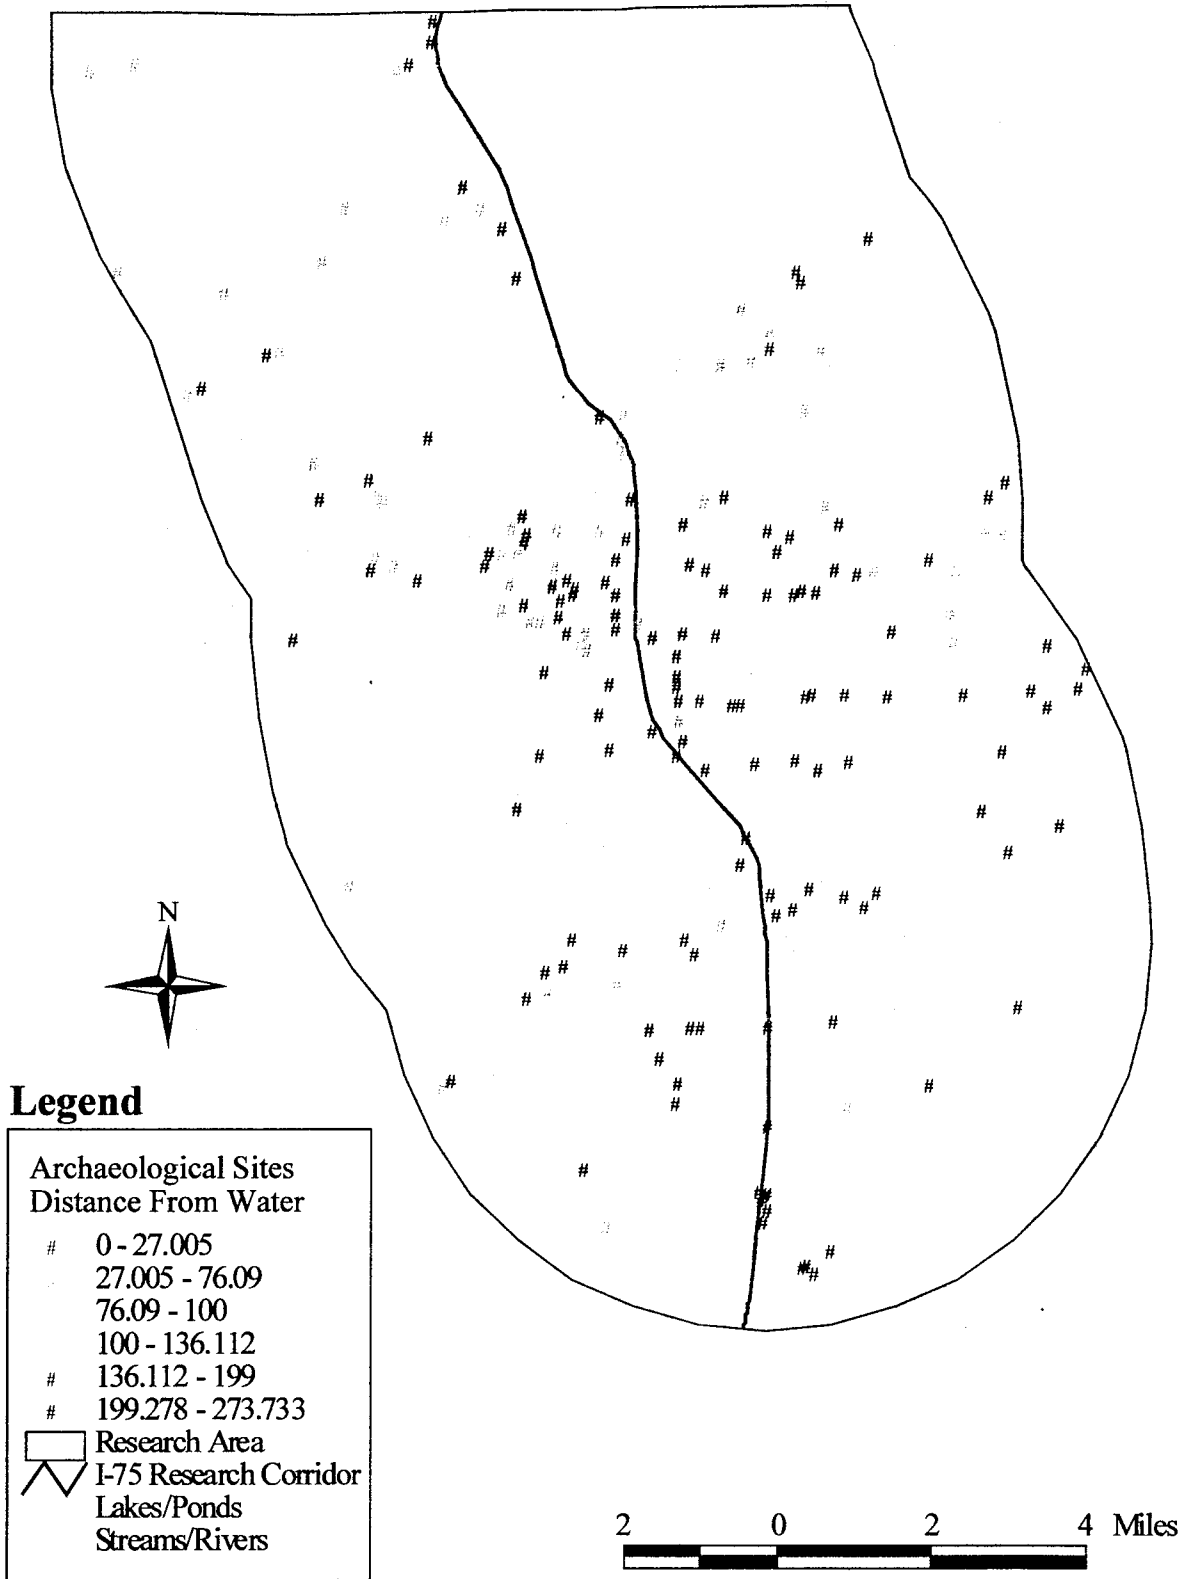 N
Legend
Archaeological Sites
Distance From Water
# 0 - 27.005
27.005 - 76.09
76.09 - 100
100 - 136.112
# 136.112 - 199
# 199.278 - 273.733
Research Area
I-75 Research Corridor
Lakes/Ponds
Streams/Rivers
2 0 2 4 Miles